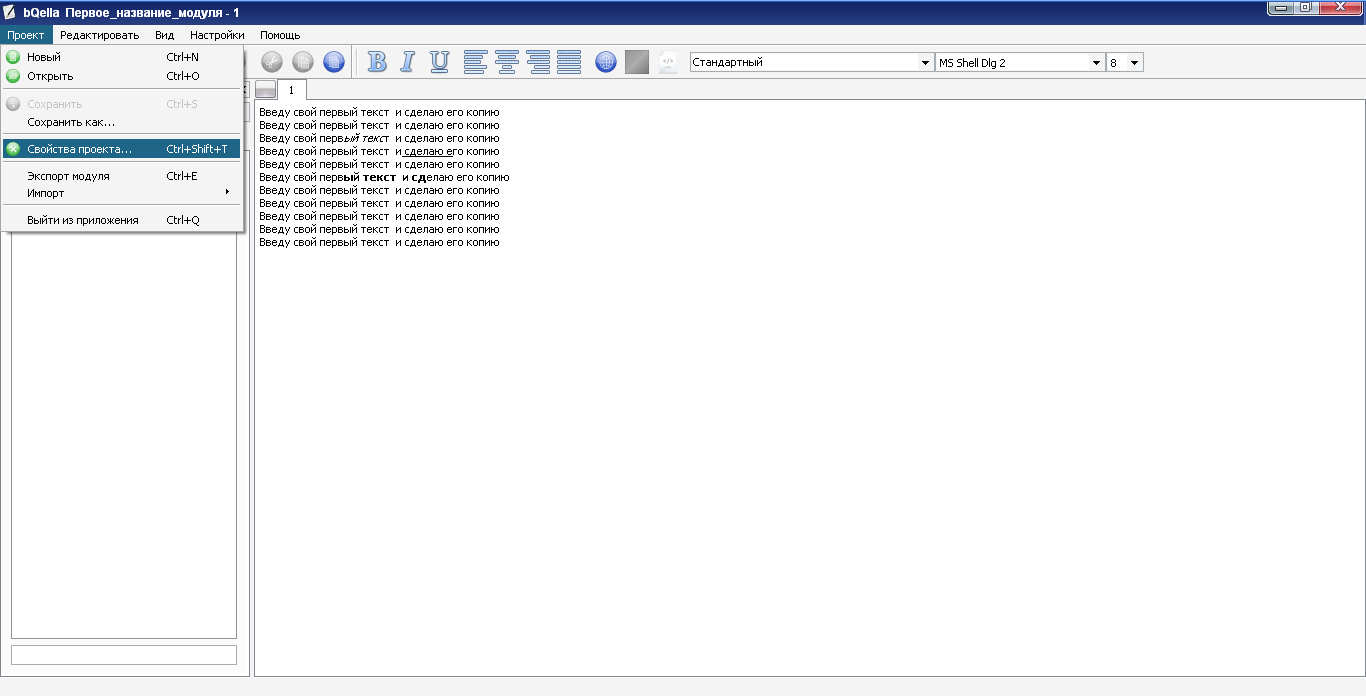 bQella Первое_название_модуля - 1
Проект Редактировать Вид Настройки Помощь
Новый Ctrl+N
Открыть Ctrl+O
Сохранить Ctrl+S
Сохранить как...
Свойства проекта... Ctrl+Shift+T
Экспорт модуля Ctrl+E
Импорт
Выйти из приложения Ctrl+Q
B I U </> Стандартный MS Shell Dlg 2 8
1
Введу свой первый текст и сделаю его копию
Введу свой первый текст и сделаю его копию
Введу свой первый текст и сделаю его копию
Введу свой первый текст и сделаю его копию
Введу свой первый текст и сделаю его копию
Введу свой первый текст и сделаю его копию
Введу свой первый текст и сделаю его копию
Введу свой первый текст и сделаю его копию
Введу свой первый текст и сделаю его копию
Введу свой первый текст и сделаю его копию
Введу свой первый текст и сделаю его копию